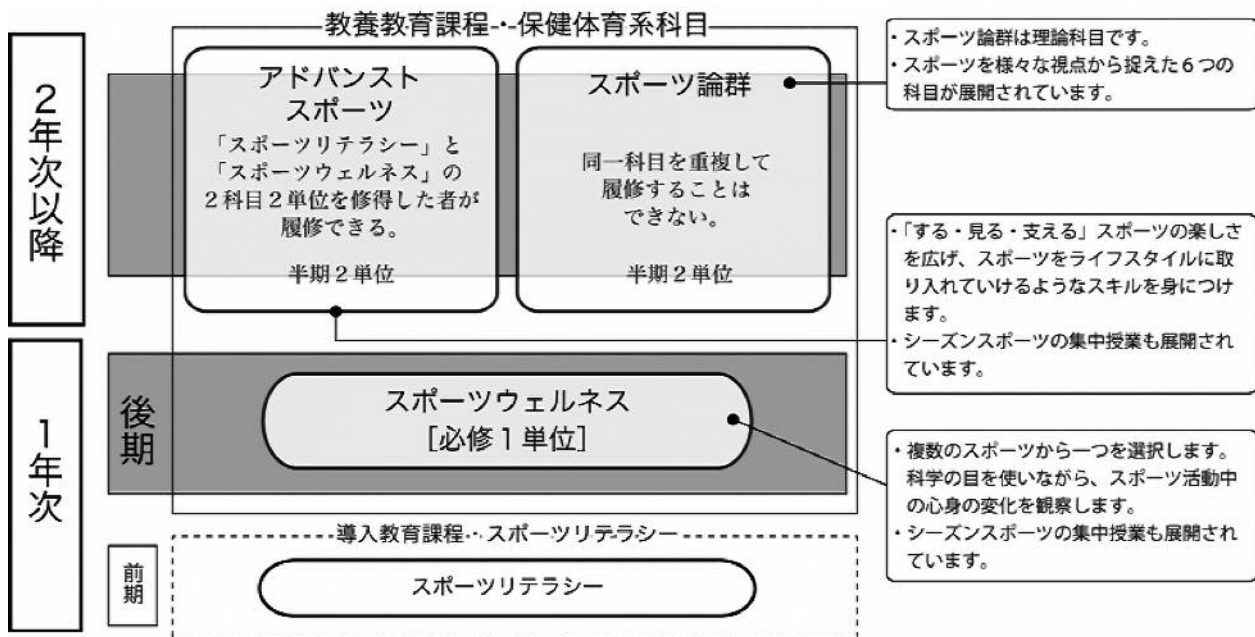 教養教育課程‥保健体育系科目
2年次以降
アドバンスト
スポーツ
「スポーツリテラシー」と
「スポーツウェルネス」の
2科目2単位を修得した者が
履修できる。
半期2単位
スポーツ論群
同一科目を重複して
履修することは
できない。
半期2単位
・スポーツ論群は理論科目です。
・スポーツを様々な視点から捉えた6つの
科目が展開されています。
・「する・見る・支える」スポーツの楽しさ
を広げ、スポーツをライフスタイルに取
り入れていけるようなスキルを身につけ
ます。
・シーズンスポーツの集中授業も展開され
ています。
1年次
後期
スポーツウェルネス
［必修1単位］
・複数のスポーツから一つを選択します。
科学の目を使いながら、スポーツ活動中
の心身の変化を観察します。
・シーズンスポーツの集中授業も展開され
ています。
導入教育課程‥スポーツリテラシー
前期
スポーツリテラシー